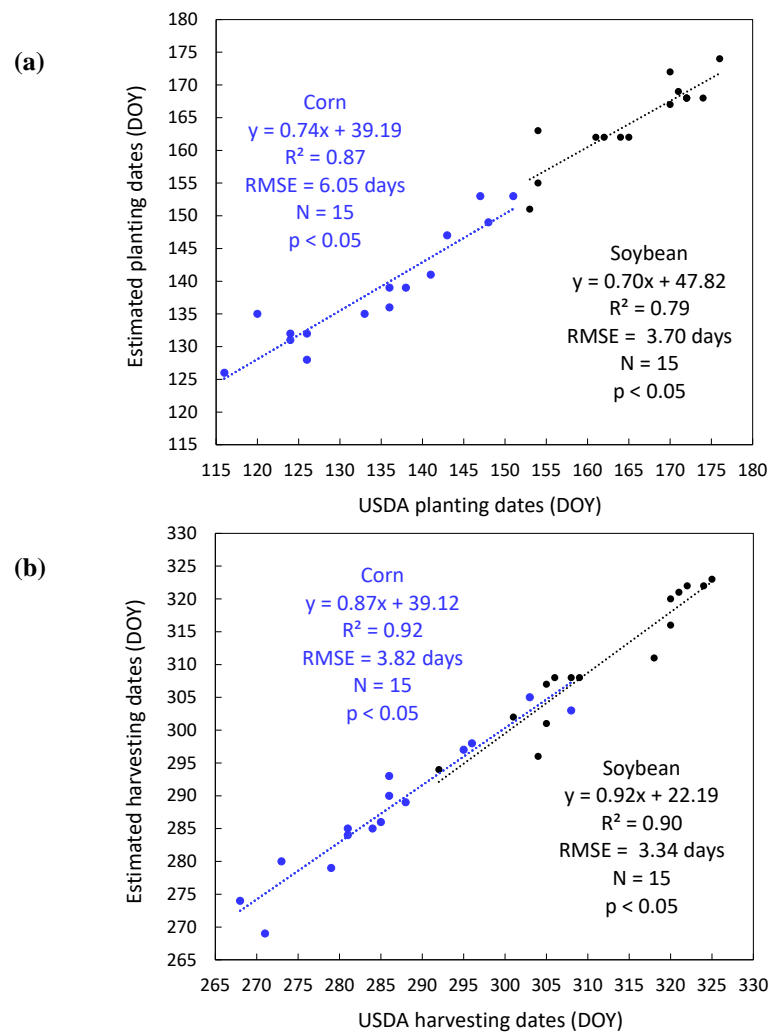 (a)
Estimated planting dates (DOY)
180
175
170
165
160
155
150
145
140
135
130
125
120
115
Corn
y = 0.74x + 39.19
R² = 0.87
RMSE = 6.05 days
N = 15
p < 0.05
Soybean
y = 0.70x + 47.82
R² = 0.79
RMSE = 3.70 days
N = 15
p < 0.05
115 120 125 130 135 140 145 150 155 160 165 170 175 180
USDA planting dates (DOY)
(b)
Estimated harvesting dates (DOY)
330
325
320
315
310
305
300
295
290
285
280
275
270
265
Corn
y = 0.87x + 39.12
R² = 0.92
RMSE = 3.82 days
N = 15
p < 0.05
Soybean
y = 0.92x + 22.19
R² = 0.90
RMSE = 3.34 days
N = 15
p < 0.05
265 270 275 280 285 290 295 300 305 310 315 320 325 330
USDA harvesting dates (DOY)